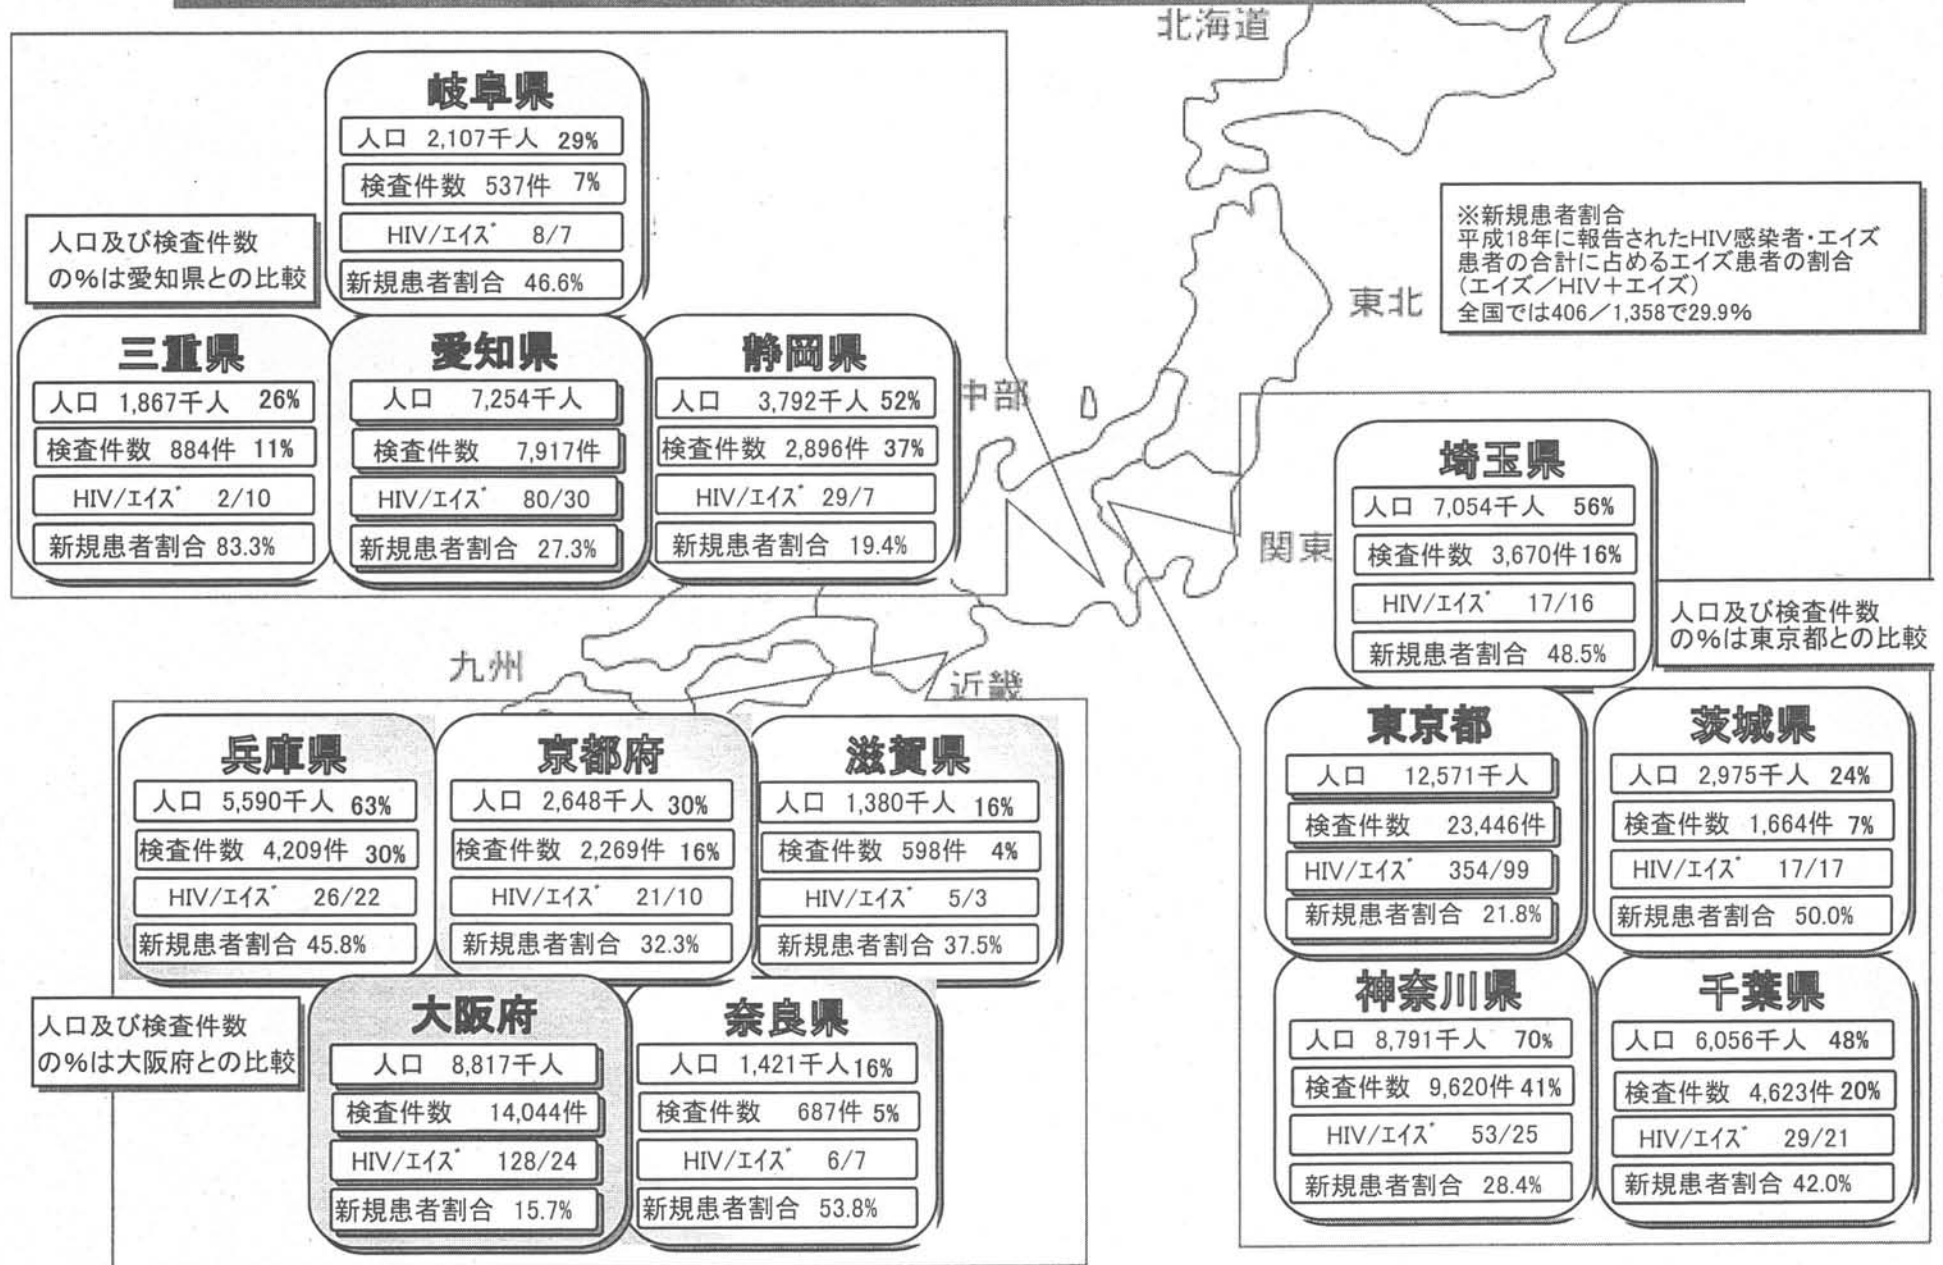 北海道
岐阜県
人口 2,107千人 29%
検査件数 537件 7%
HIV/エイズ 8/7
新規患者割合 46.6%
人口及び検査件数
の%は愛知県との比較
三重県
人口 1,867千人 26%
検査件数 884件 11%
HIV/エイズ 2/10
新規患者割合 83.3%
愛知県
人口 7,254千人
検査件数 7,917件
HIV/エイズ 80/30
新規患者割合 27.3%
静岡県
人口 3,792千人 52%
検査件数 2,896件 37%
HIV/エイズ 29/7
新規患者割合 19.4%
中部
※新規患者割合
平成18年に報告されたHIV感染者・エイズ
患者の合計に占めるエイズ患者の割合
(エイズ/HIV+エイズ)
全国では406/1,358で29.9%
東北
関東
埼玉県
人口 7,054千人 56%
検査件数 3,670件 16%
HIV/エイズ 17/16
新規患者割合 48.5%
人口及び検査件数
の%は東京都との比較
東京都
人口 12,571千人
検査件数 23,446件
HIV/エイズ 354/99
新規患者割合 21.8%
茨城県
人口 2,975千人 24%
検査件数 1,664件 7%
HIV/エイズ 17/17
新規患者割合 50.0%
神奈川県
人口 8,791千人 70%
検査件数 9,620件 41%
HIV/エイズ 53/25
新規患者割合 28.4%
千葉県
人口 6,056千人 48%
検査件数 4,623件 20%
HIV/エイズ 29/21
新規患者割合 42.0%
九州
近畿
兵庫県
人口 5,590千人 63%
検査件数 4,209件 30%
HIV/エイズ 26/22
新規患者割合 45.8%
京都府
人口 2,648千人 30%
検査件数 2,269件 16%
HIV/エイズ 21/10
新規患者割合 32.3%
滋賀県
人口 1,380千人 16%
検査件数 598件 4%
HIV/エイズ 5/3
新規患者割合 37.5%
人口及び検査件数
の%は大阪府との比較
大阪府
人口 8,817千人
検査件数 14,044件
HIV/エイズ 128/24
新規患者割合 15.7%
奈良県
人口 1,421千人 16%
検査件数 687件 5%
HIV/エイズ 6/7
新規患者割合 53.8%